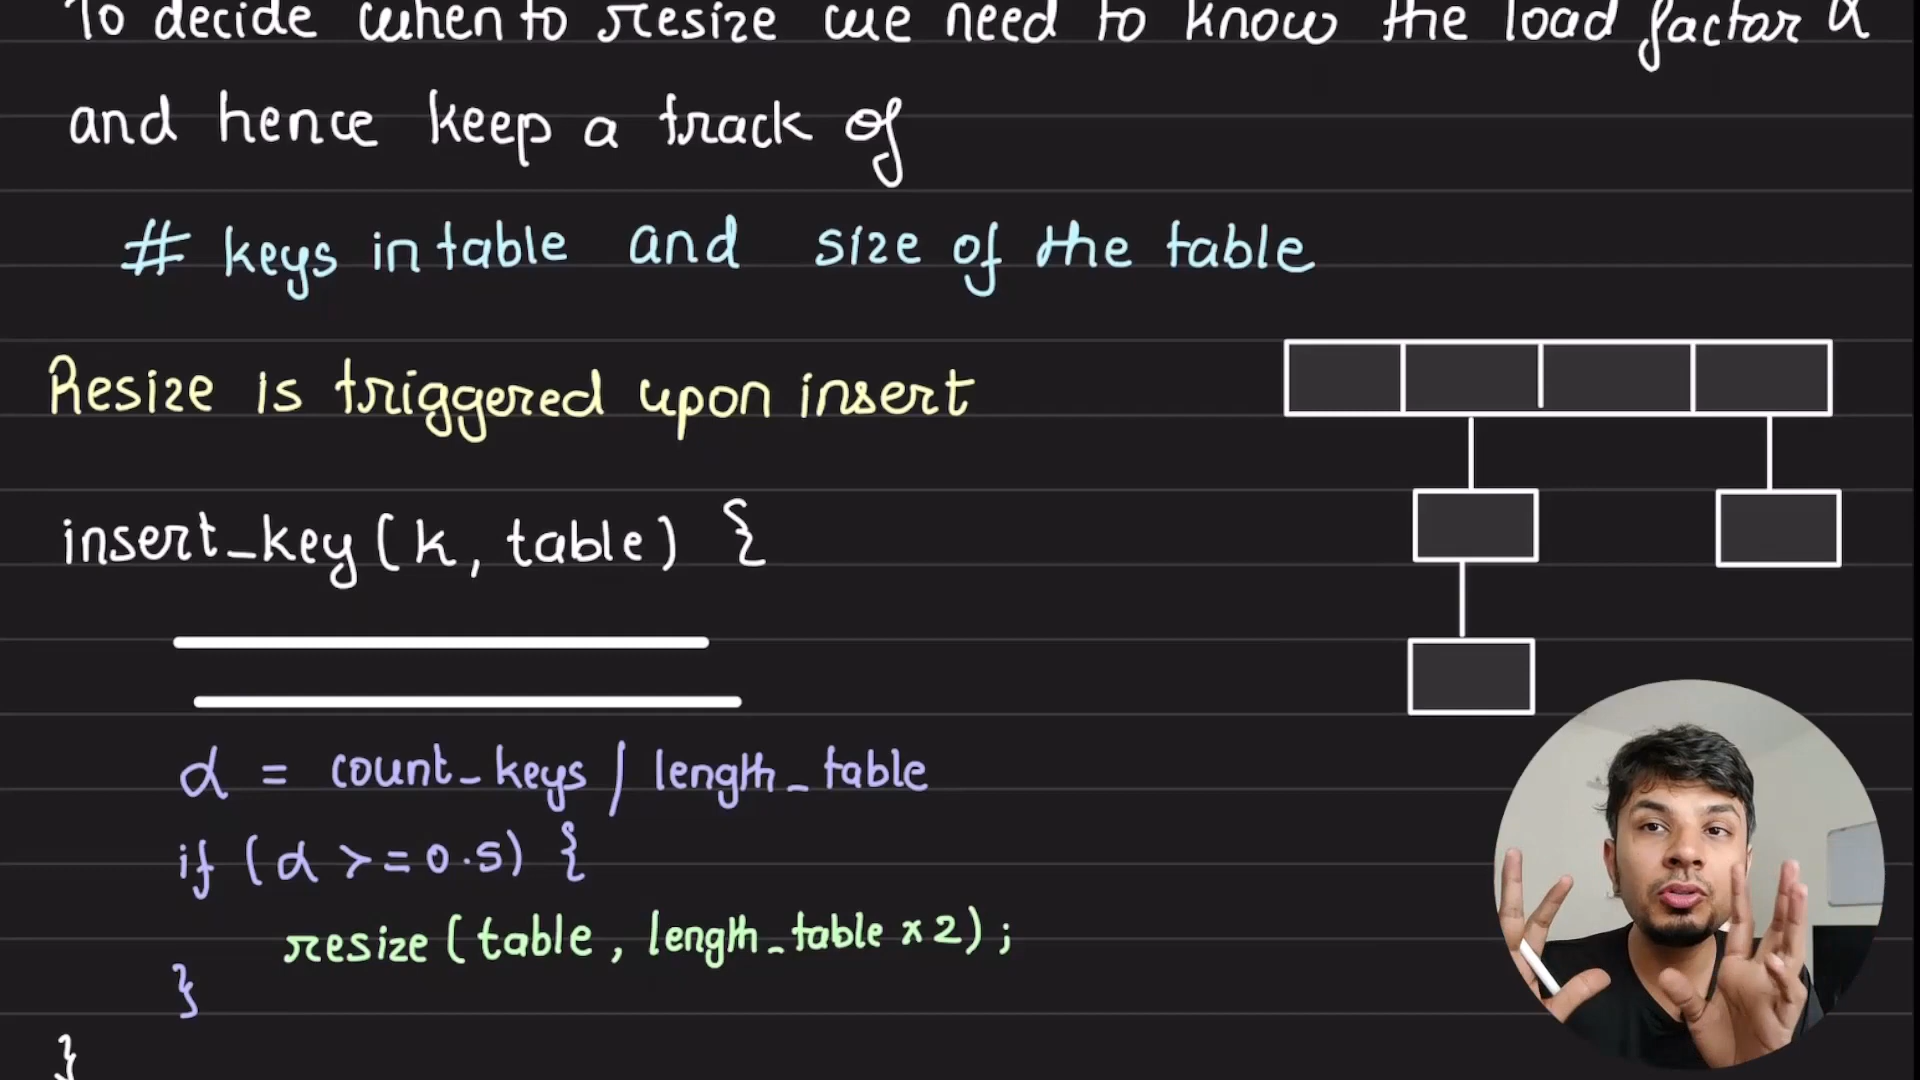 To decide when to resize we need to know the load factor α
and hence keep a track of
# keys in table and size of the table
Resize is triggered upon insert
insert_key(k, table) {
α = count_keys / length_table
if (α >= 0.5) {
resize(table, length_table x 2);
}
}